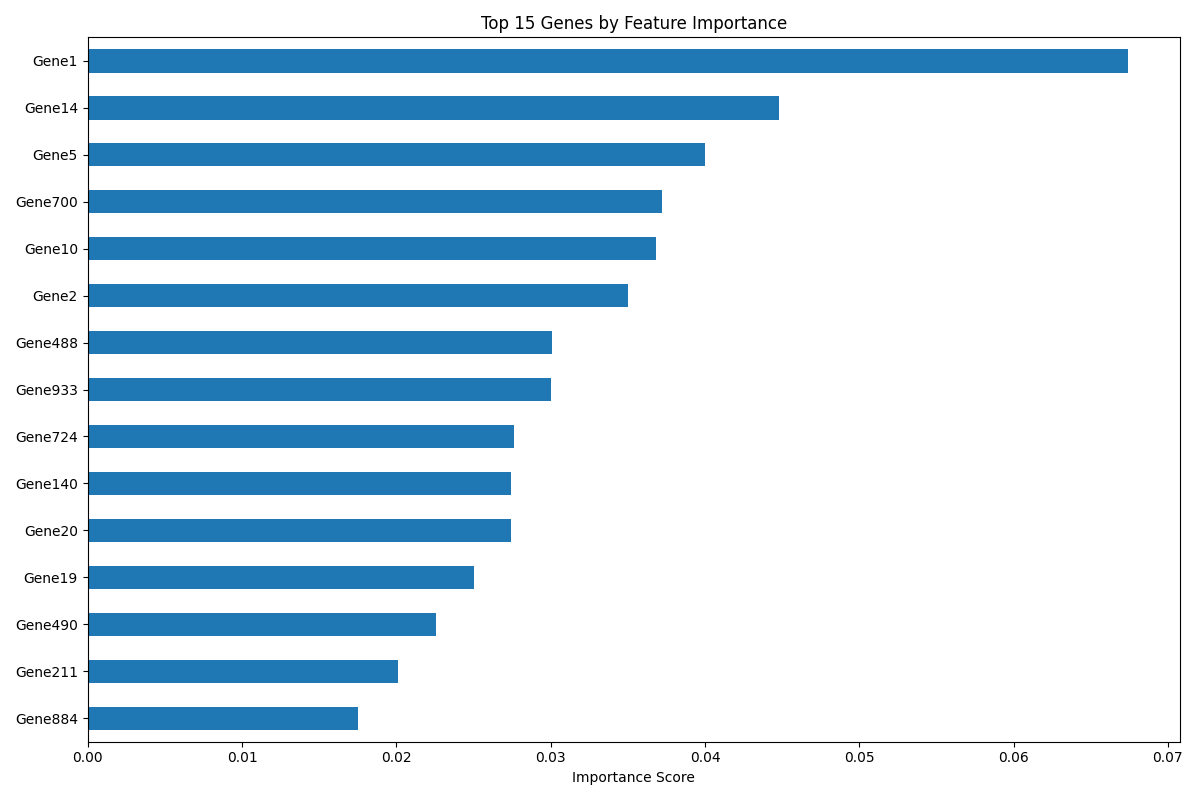 Top 15 Genes by Feature Importance
Gene1
Gene14
Gene5
Gene700
Gene10
Gene2
Gene488
Gene933
Gene724
Gene140
Gene20
Gene19
Gene490
Gene211
Gene884
0.00 0.01 0.02 0.03 0.04 0.05 0.06 0.07
Importance Score